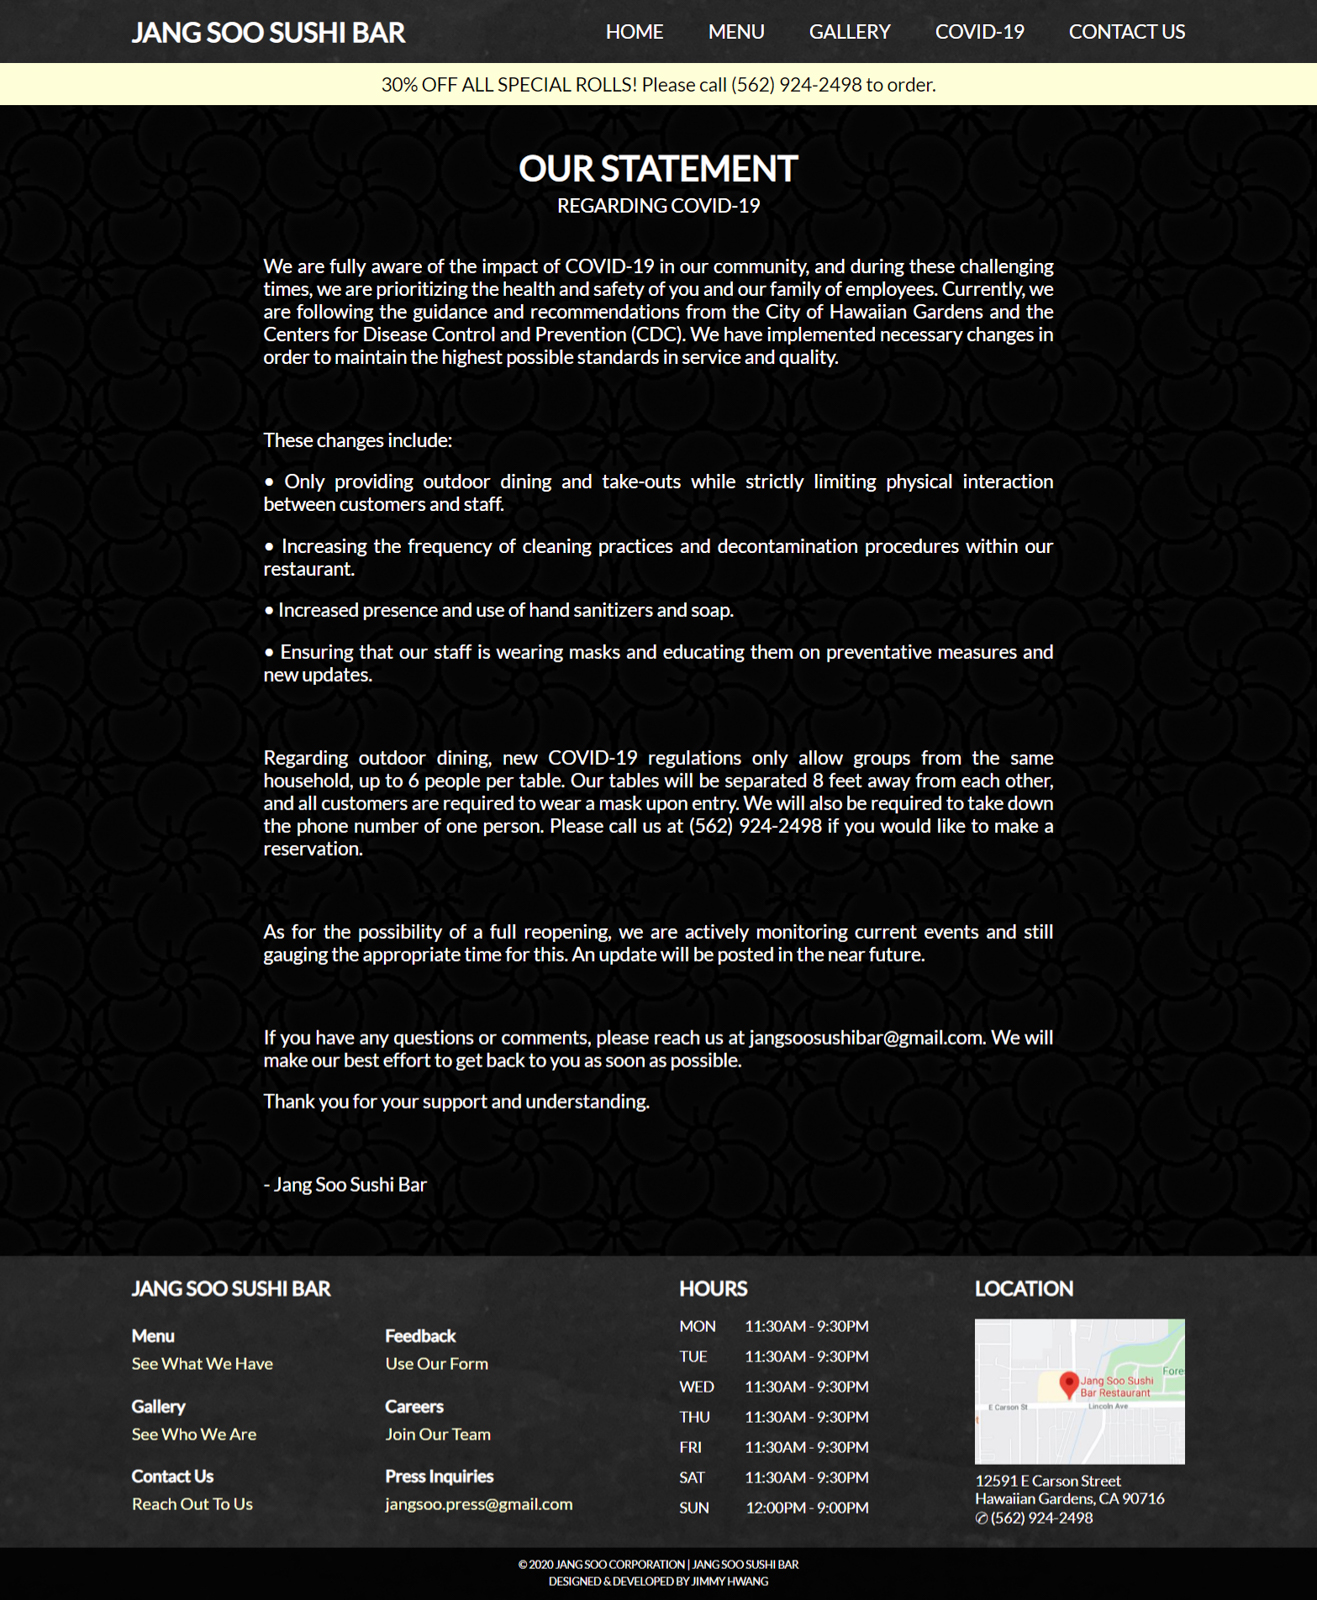 JANG SOO SUSHI BAR
HOME MENU GALLERY COVID-19 CONTACT US
30% OFF ALL SPECIAL ROLLS! Please call (562) 924-2498 to order.
OUR STATEMENT
REGARDING COVID-19
We are fully aware of the impact of COVID-19 in our community, and during these challenging
times, we are prioritizing the health and safety of you and our family of employees. Currently, we
are following the guidance and recommendations from the City of Hawaiian Gardens and the
Centers for Disease Control and Prevention (CDC). We have implemented necessary changes in
order to maintain the highest possible standards in service and quality.
These changes include:
• Only providing outdoor dining and take-outs while strictly limiting physical interaction
between customers and staff.
• Increasing the frequency of cleaning practices and decontamination procedures within our
restaurant.
• Increased presence and use of hand sanitizers and soap.
• Ensuring that our staff is wearing masks and educating them on preventative measures and
new updates.
Regarding outdoor dining, new COVID-19 regulations only allow groups from the same
household, up to 6 people per table. Our tables will be separated 8 feet away from each other,
and all customers are required to wear a mask upon entry. We will also be required to take down
the phone number of one person. Please call us at (562) 924-2498 if you would like to make a
reservation.
As for the possibility of a full reopening, we are actively monitoring current events and still
gauging the appropriate time for this. An update will be posted in the near future.
If you have any questions or comments, please reach us at jangsoosushibar@gmail.com. We will
make our best effort to get back to you as soon as possible.
Thank you for your support and understanding.
- Jang Soo Sushi Bar
JANG SOO SUSHI BAR
Menu
See What We Have
Gallery
See Who We Are
Contact Us
Reach Out To Us
Feedback
Use Our Form
Careers
Join Our Team
Press Inquiries
jangsoo.press@gmail.com
HOURS
MON 11:30AM - 9:30PM
TUE 11:30AM - 9:30PM
WED 11:30AM - 9:30PM
THU 11:30AM - 9:30PM
FRI 11:30AM - 9:30PM
SAT 11:30AM - 9:30PM
SUN 12:00PM - 9:00PM
LOCATION
Fore
Jang Soo Sushi
Bar Restaurant
E Carson St
Lincoln Ave
12591 E Carson Street
Hawaiian Gardens, CA 90716
✆ (562) 924-2498
© 2020 JANG SOO CORPORATION | JANG SOO SUSHI BAR
DESIGNED & DEVELOPED BY JIMMY HWANG